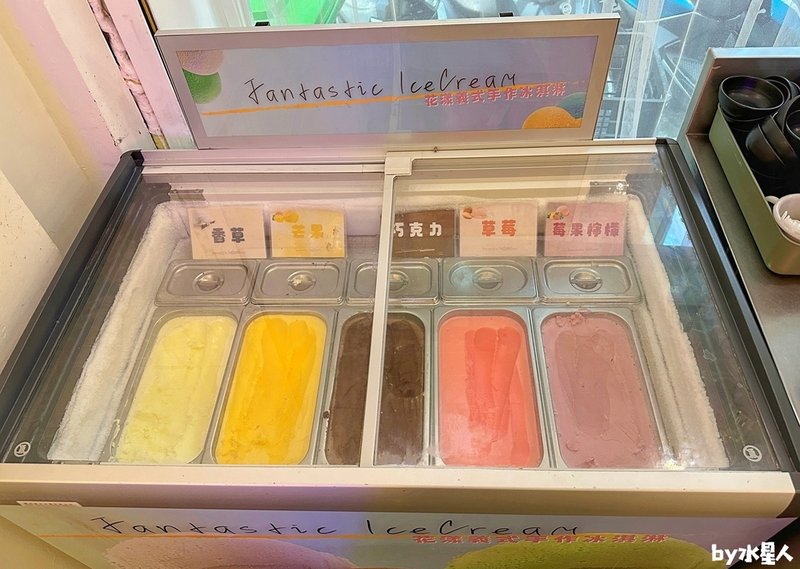 Fantastic IceCream
花漾義式手作冰淇淋
香草
芒果
巧克力
草莓
莓果檸檬
Fantastic IceCream
花漾義式手作冰淇淋
by水星人